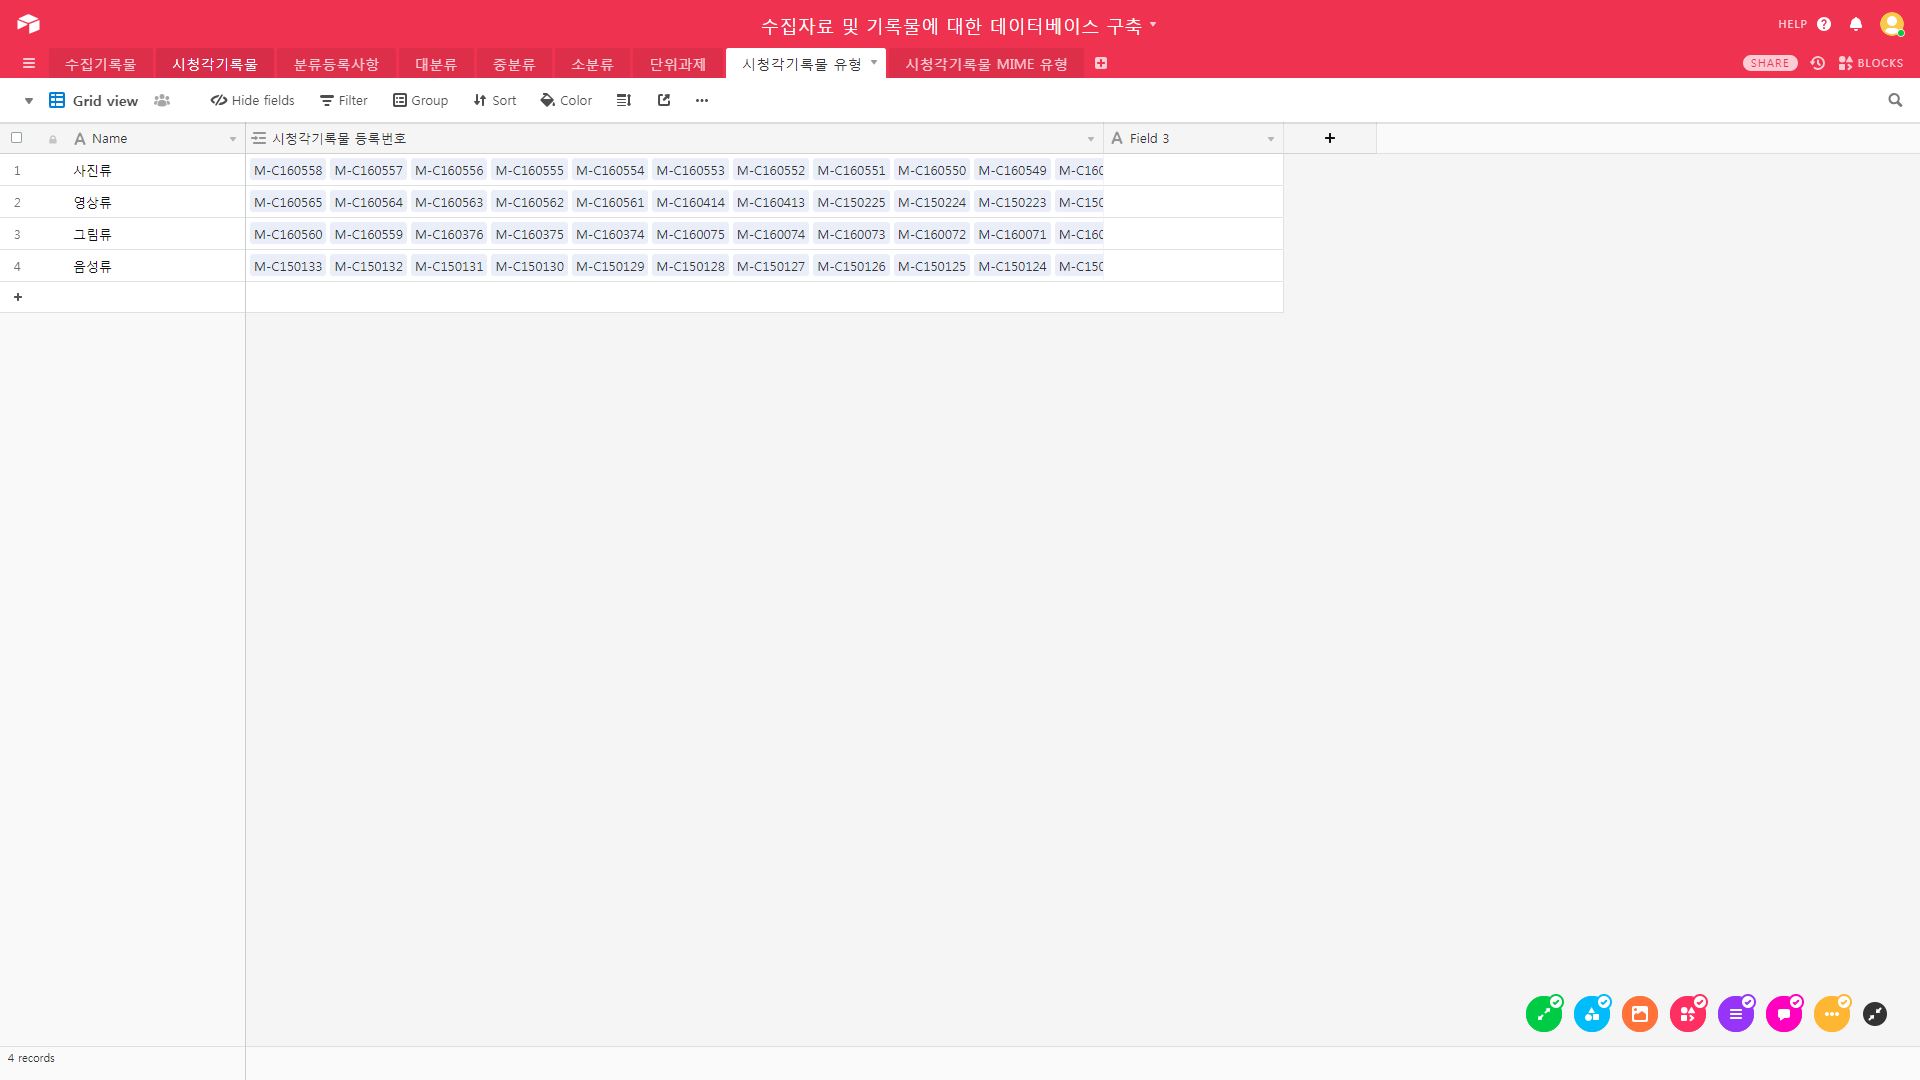 수집자료 및 기록물에 대한 데이터베이스 구축
HELP
수집기록물 시청각기록물 분류등록사항 대분류 중분류 소분류 단위과제 시청각기록물 유형 시청각기록물 MIME 유형
SHARE BLOCKS
Grid view Hide fields Filter Group Sort Color
Name 시청각기록물 등록번호 Field 3
1 사진류 M-C160558 M-C160557 M-C160556 M-C160555 M-C160554 M-C160553 M-C160552 M-C160551 M-C160550 M-C160549 M-C160
2 영상류 M-C160565 M-C160564 M-C160563 M-C160562 M-C160561 M-C160414 M-C160413 M-C150225 M-C150224 M-C150223 M-C150
3 그림류 M-C160560 M-C160559 M-C160376 M-C160375 M-C160374 M-C160075 M-C160074 M-C160073 M-C160072 M-C160071 M-C160
4 음성류 M-C150133 M-C150132 M-C150131 M-C150130 M-C150129 M-C150128 M-C150127 M-C150126 M-C150125 M-C150124 M-C150
4 records